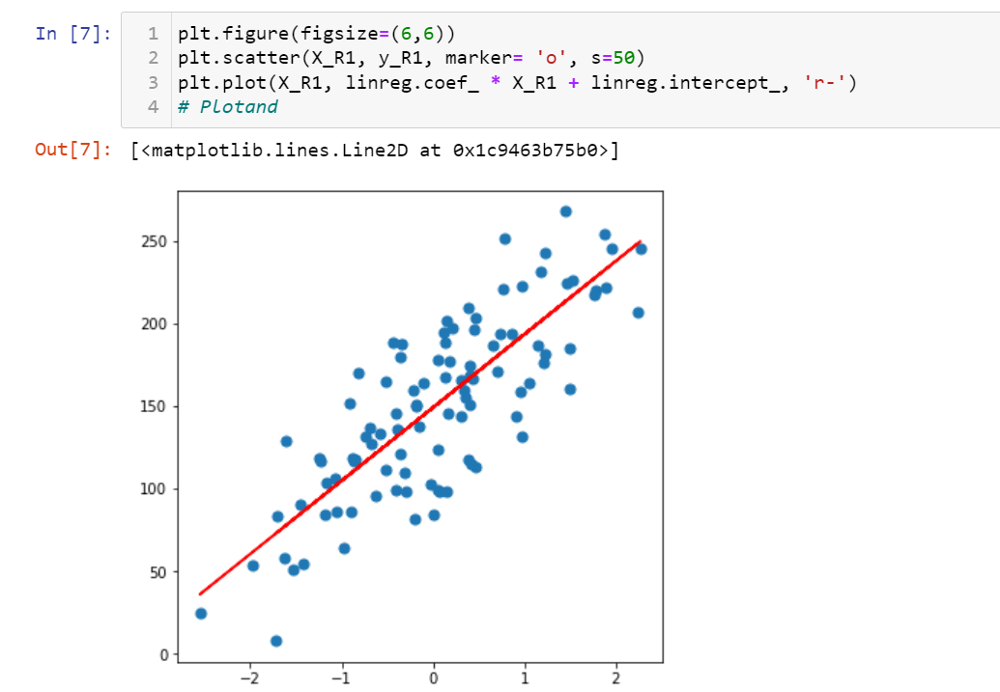 In [7]:
1 plt.figure(figsize=(6,6))
2 plt.scatter(X_R1, y_R1, marker= 'o', s=50)
3 plt.plot(X_R1, linreg.coef_ * X_R1 + linreg.intercept_, 'r-')
4 # Plotand
Out[7]: [<matplotlib.lines.Line2D at 0x1c9463b75b0>]
250
200
150
100
50
0
−2 −1 0 1 2